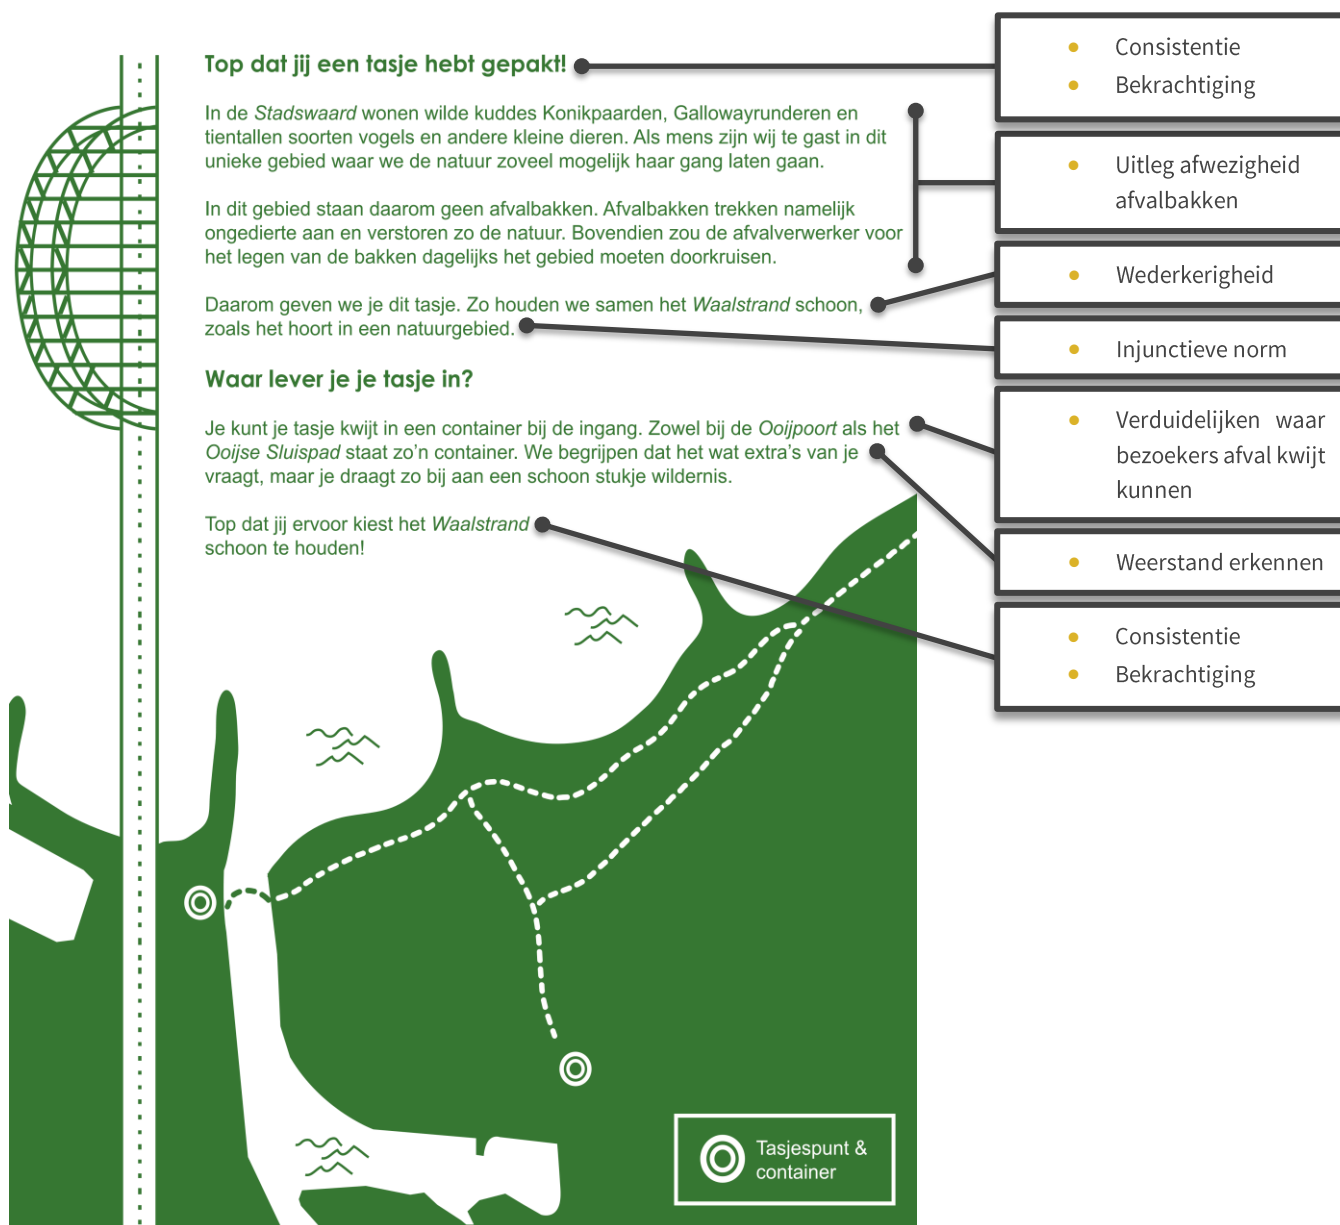 Top dat jij een tasje hebt gepakt!
In de Stadswaard wonen wilde kuddes Konikpaarden, Gallowayrunderen en
tientallen soorten vogels en andere kleine dieren. Als mens zijn wij te gast in dit
unieke gebied waar we de natuur zoveel mogelijk haar gang laten gaan.
In dit gebied staan daarom geen afvalbakken. Afvalbakken trekken namelijk
ongedierte aan en verstoren zo de natuur. Bovendien zou de afvalverwerker voor
het legen van de bakken dagelijks het gebied moeten doorkruisen.
Daarom geven we je dit tasje. Zo houden we samen het Waalstrand schoon,
zoals het hoort in een natuurgebied.
Waar lever je je tasje in?
Je kunt je tasje kwijt in een container bij de ingang. Zowel bij de Ooijpoort als het
Ooijse Sluispad staat zo'n container. We begrijpen dat het wat extra's van je
vraagt, maar je draagt zo bij aan een schoon stukje wildernis.
Top dat jij ervoor kiest het Waalstrand
schoon te houden!
Tasjespunt &
container
• Consistentie
• Bekrachtiging
• Uitleg afwezigheid
afvalbakken
• Wederkerigheid
• Injunctieve norm
• Verduidelijken waar
bezoekers afval kwijt
kunnen
• Weerstand erkennen
• Consistentie
• Bekrachtiging